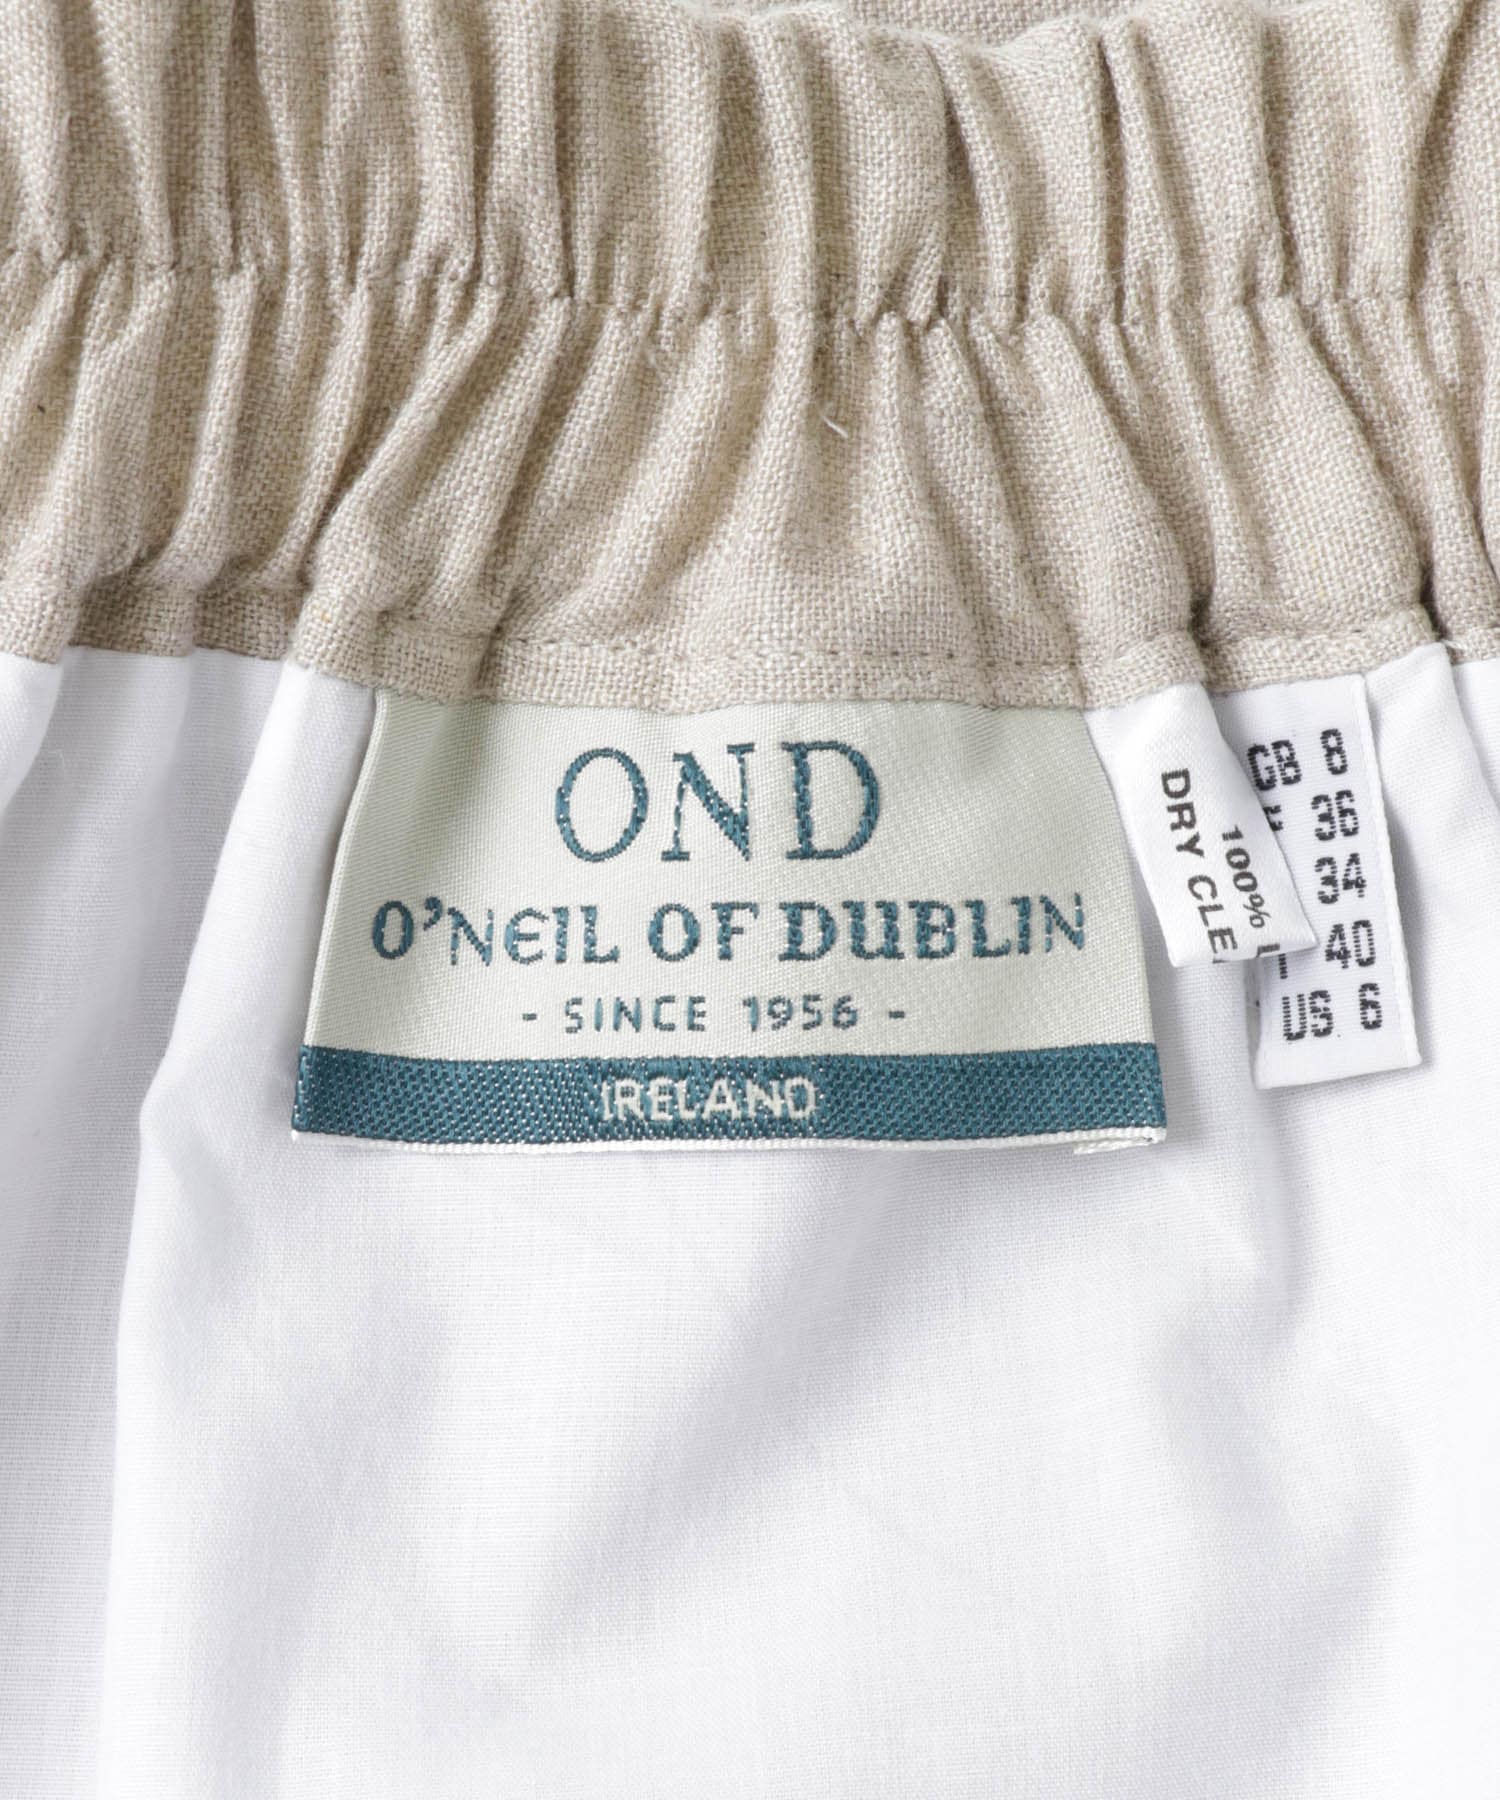 OND
O'NEIL OF DUBLIN
- SINCE 1956 -
IRELAND
100%
DRY CLE
GB 8
36
34
40
US 6